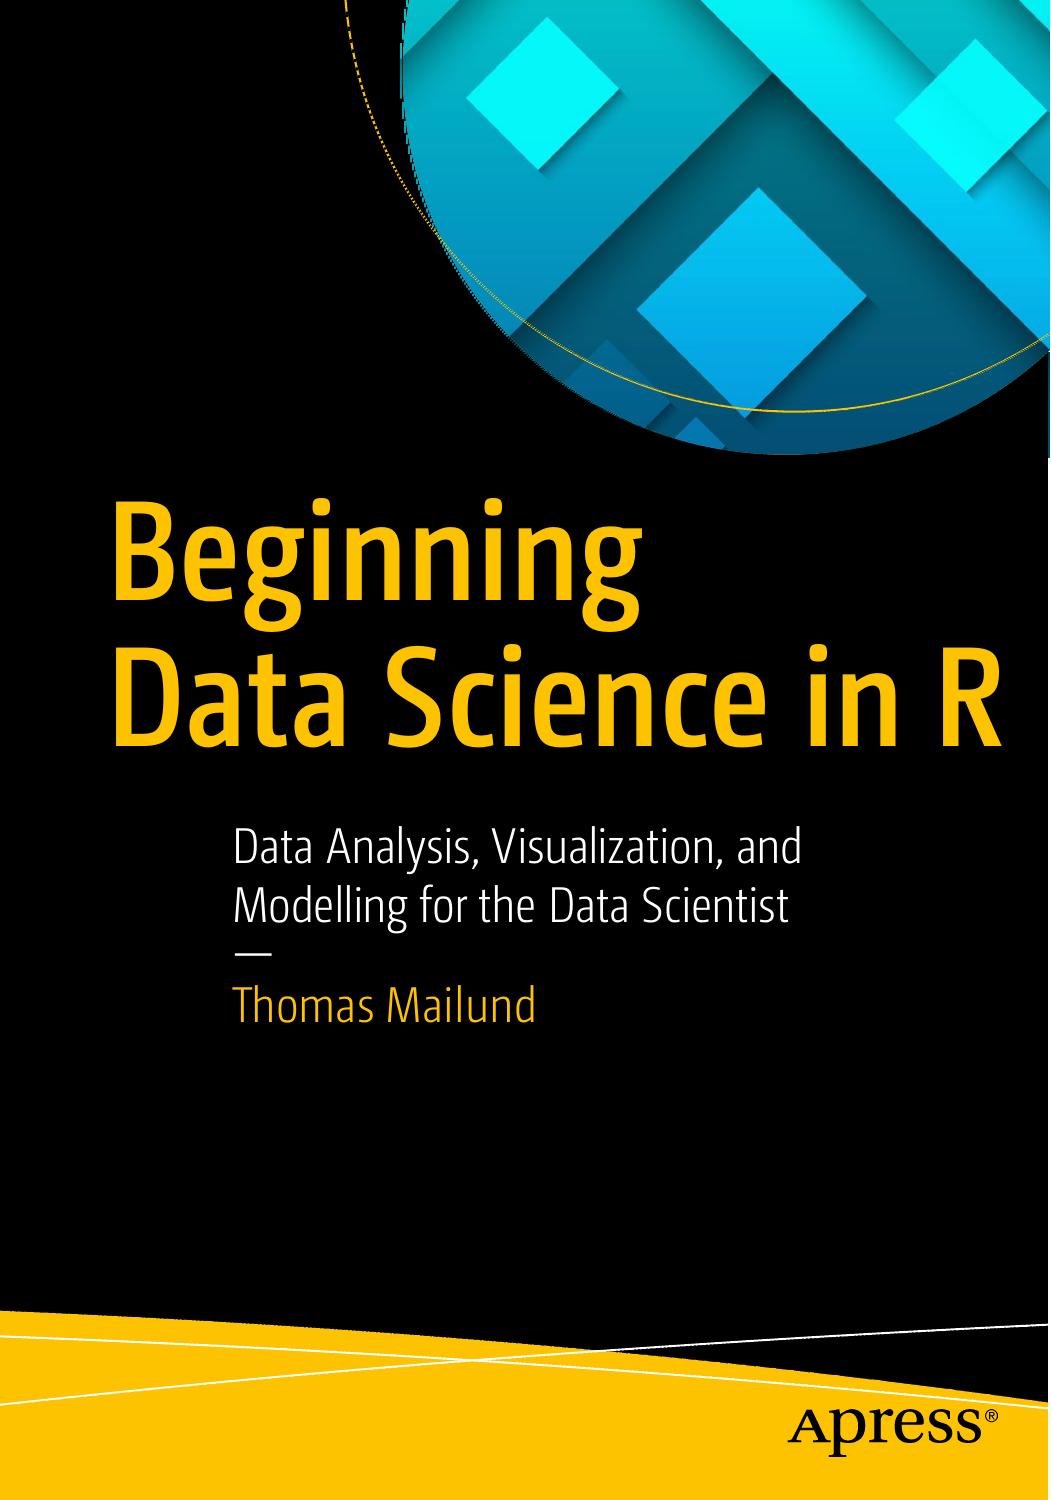 Beginning
Data Science in R
Data Analysis, Visualization, and
Modelling for the Data Scientist
—
Thomas Mailund
Apress®